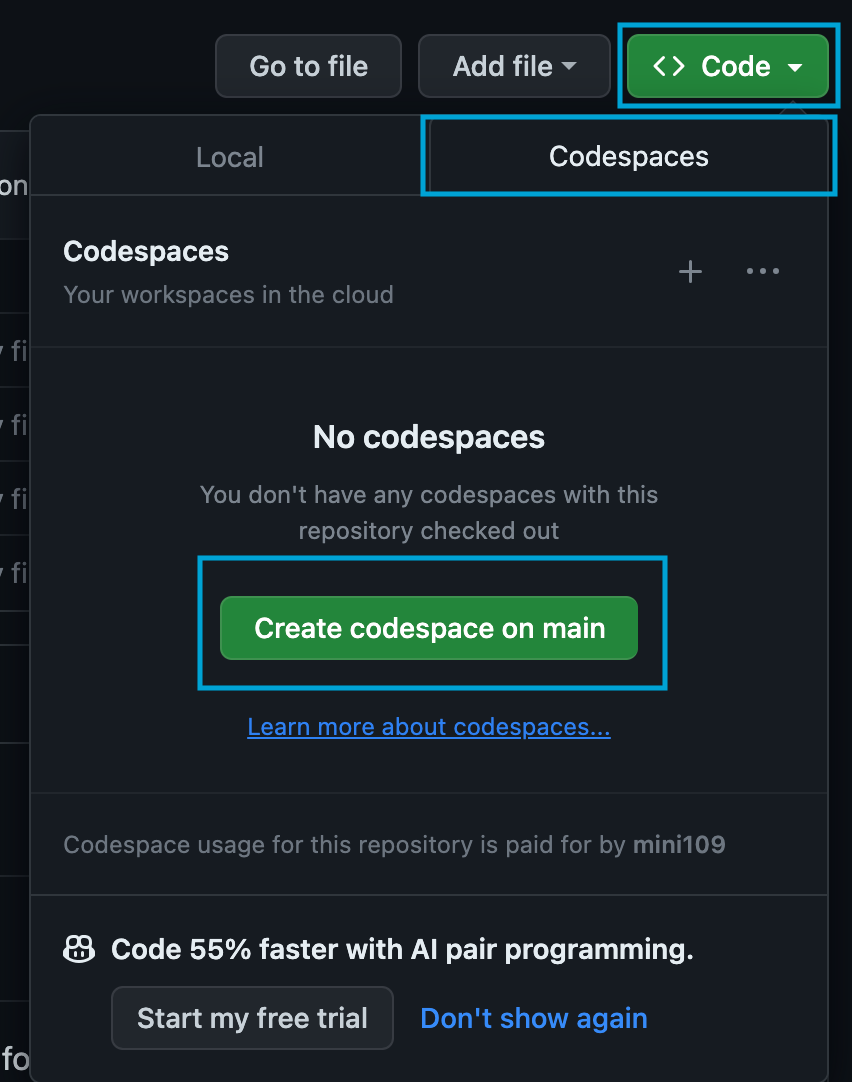 Go to file
Add file
<> Code
Local
Codespaces
on
Codespaces
Your workspaces in the cloud
fi
No codespaces
fi
You don't have any codespaces with this
fi
repository checked out
fi
Create codespace on main
Learn more about codespaces...
Codespace usage for this repository is paid for by mini109
Code 55% faster with AI pair programming.
Start my free trial
Don't show again
fo